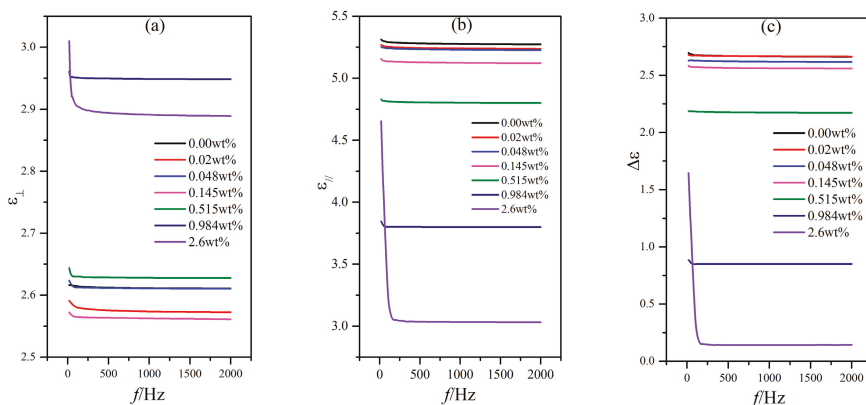 (a)
3.0
2.9
2.8
2.7
2.6
2.5
ε⊥
0.00wt%
0.02wt%
0.048wt%
0.145wt%
0.515wt%
0.984wt%
2.6wt%
0 500 1000 1500 2000
f/Hz
(b)
5.5
5.0
4.5
4.0
3.5
3.0
ε//
0.00wt%
0.02wt%
0.048wt%
0.145wt%
0.515wt%
0.984wt%
2.6wt%
0 500 1000 1500 2000
f/Hz
(c)
3.0
2.5
2.0
1.5
1.0
0.5
0.0
Δε
0.00wt%
0.02wt%
0.048wt%
0.145wt%
0.515wt%
0.984wt%
2.6wt%
0 500 1000 1500 2000
f/Hz